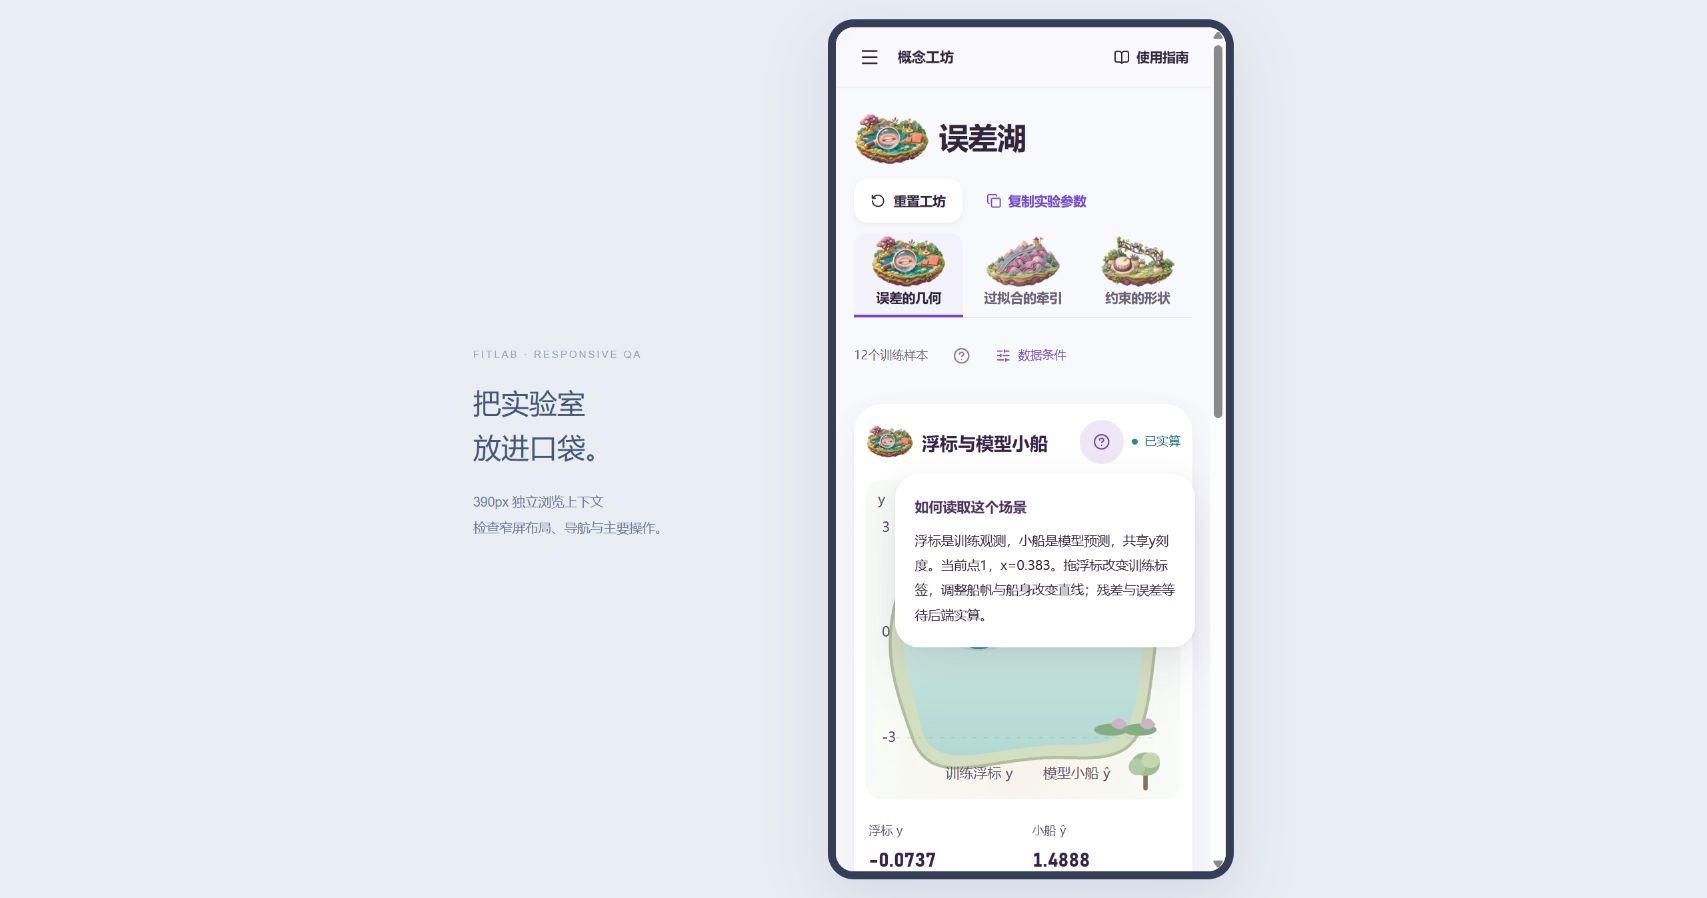 概念工坊
使用指南
误差湖
重置工坊
复制实验参数
误差的几何
过拟合的牵引
约束的形状
12个训练样本
数据条件
FITLAB · RESPONSIVE QA
把实验室
放进口袋。
390px 独立浏览上下文
检查窄屏布局、导航与主要操作。
浮标与模型小船
已实算
y
3
0
-3
如何读取这个场景
浮标是训练观测，小船是模型预测，共享y刻
度。当前点1，x=0.383。拖浮标改变训练标
签，调整船帆与船身改变直线；残差与误差等
待后端实算。
训练浮标 y
模型小船 ŷ
浮标 y
小船 ŷ
-0.0737
1.4888